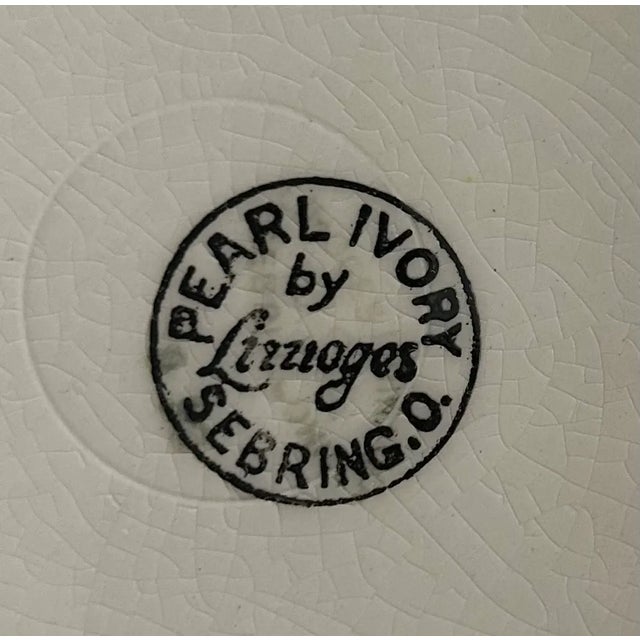 PEARL IVORY
by
Limoges
SEBRING.O.